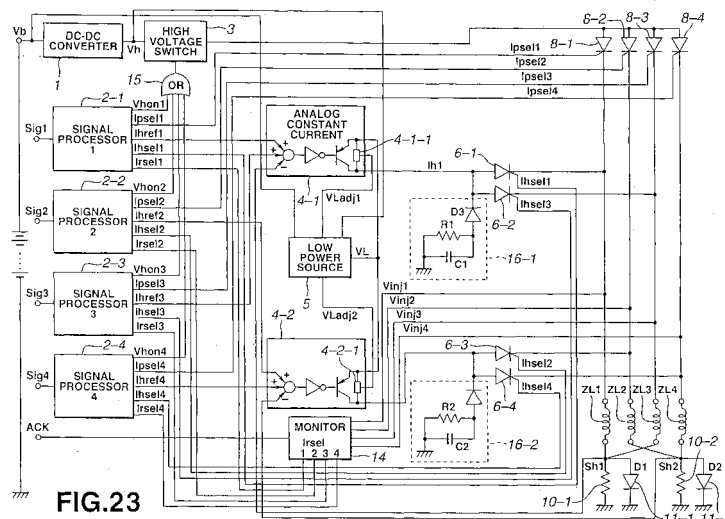 Vb
DC-DC
CONVERTER
1
Vh
HIGH
VOLTAGE
SWITCH
3
15
OR
8-1
8-2
8-3
8-4
Ipsel1
Ipsel2
Ipsel3
Ipsel4
2-1
Sig1
SIGNAL
PROCESSOR
1
Vhon1
Ipsel1
Ihref1
Ihsel1
Irsel1
2-2
Sig2
SIGNAL
PROCESSOR
2
Vhon2
Ipsel2
Ihref2
Ihsel2
Irsel2
2-3
Sig3
SIGNAL
PROCESSOR
3
Vhon3
Ipsel3
Ihref3
Ihsel3
Irsel3
2-4
Sig4
SIGNAL
PROCESSOR
4
Vhon4
Ipsel4
Ihref4
Ihsel4
Irsel4
ACK
ANALOG
CONSTANT
CURRENT
+
+
−
4-1-1
4-1
VLadj1
LOW
POWER
SOURCE
5
VL
VLadj2
4-2
4-2-1
+
+
−
MONITOR
Irsel
1 2 3 4
14
Ih1
6-1
Ihsel1
Ihsel3
6-2
D3
R1
C1
16-1
Vinj1
Vinj2
Vinj3
Vinj4
6-3
Ihsel2
Ihsel4
6-4
R2
C2
16-2
ZL1
ZL2
ZL3
ZL4
10-2
Sh1
D1
Sh2
D2
10-1
11-1
FIG.23